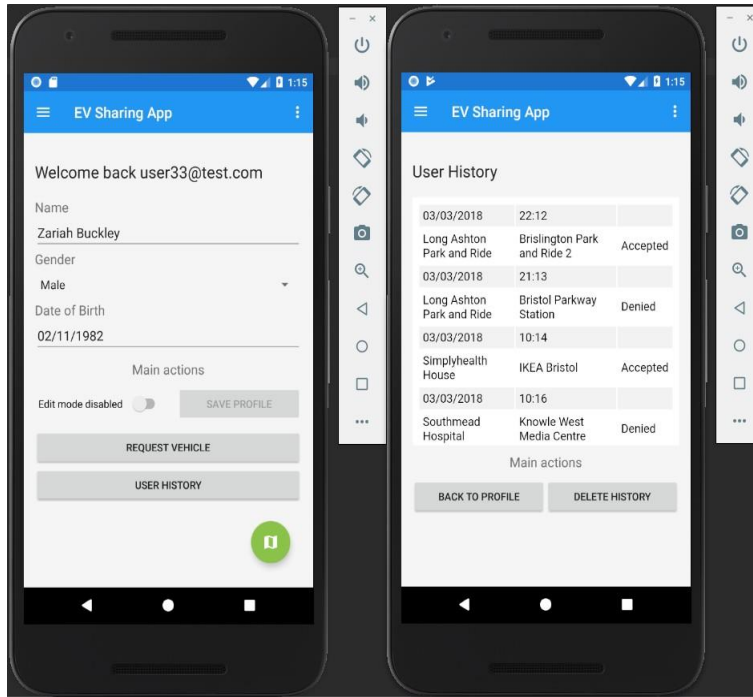 1:15
EV Sharing App
Welcome back user33@test.com
Name
Zariah Buckley
Gender
Male
Date of Birth
02/11/1982
Main actions
Edit mode disabled SAVE PROFILE
REQUEST VEHICLE
USER HISTORY
1:15
EV Sharing App
User History
03/03/2018 22:12
Long Ashton Brislington Park
Park and Ride and Ride 2 Accepted
03/03/2018 21:13
Long Ashton Bristol Parkway
Park and Ride Station Denied
03/03/2018 10:14
Simplyhealth
House IKEA Bristol Accepted
03/03/2018 10:16
Southmead Knowle West
Hospital Media Centre Denied
Main actions
BACK TO PROFILE DELETE HISTORY